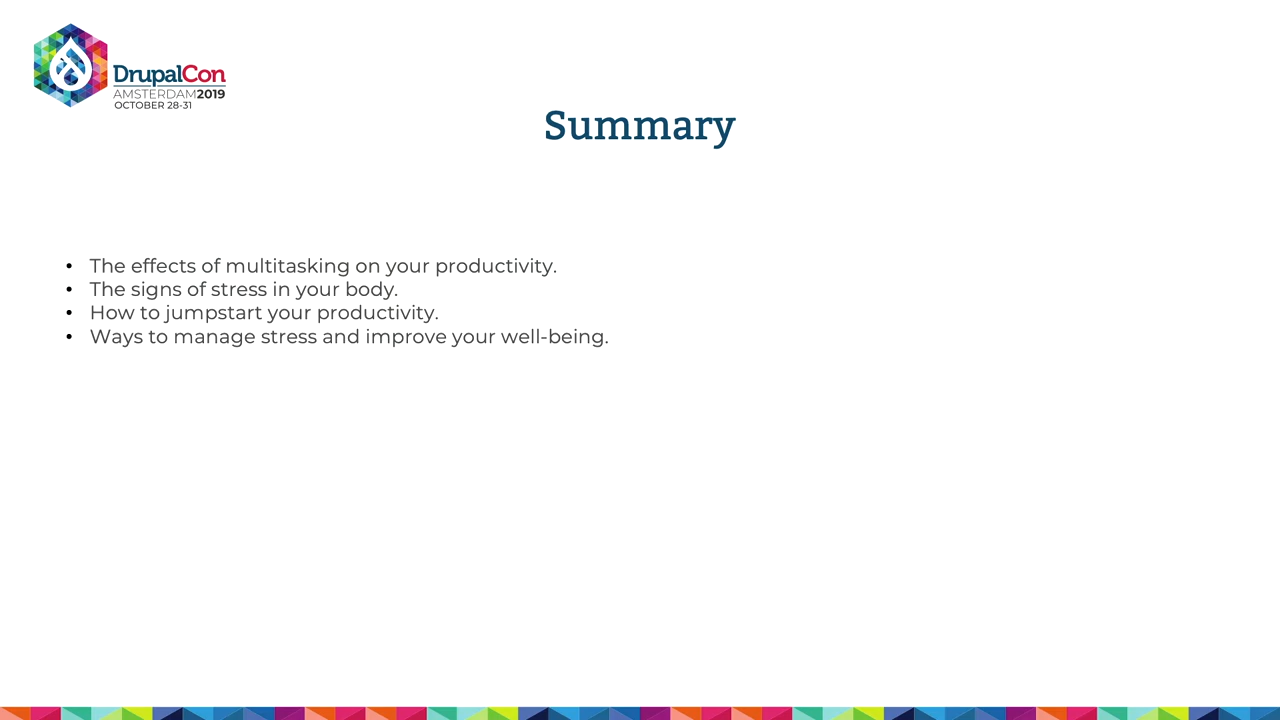 DrupalCon
AMSTERDAM2019
OCTOBER 28-31
Summary
• The effects of multitasking on your productivity.
• The signs of stress in your body.
• How to jumpstart your productivity.
• Ways to manage stress and improve your well-being.